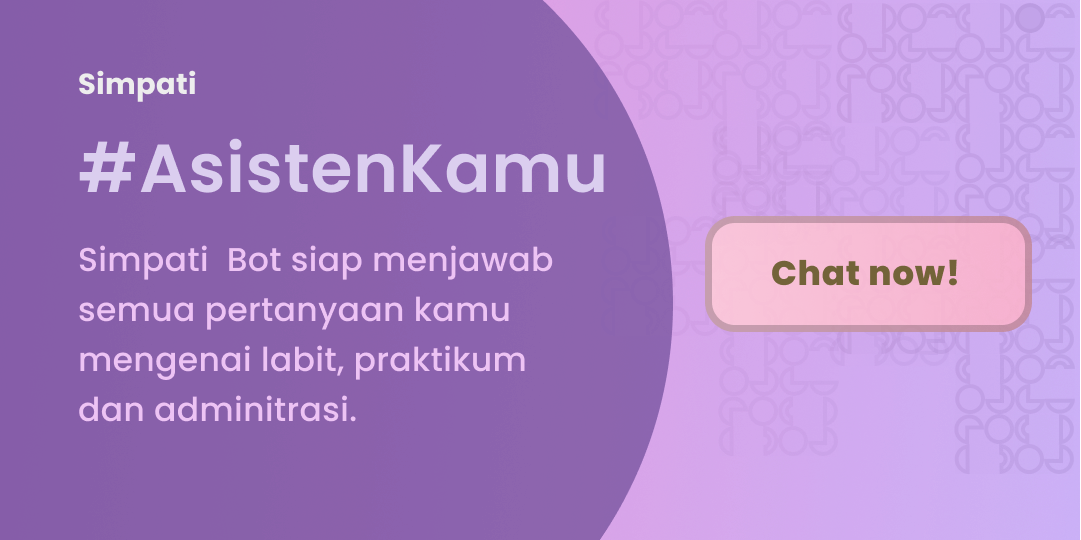 Simpati
#AsistenKamu
Simpati  Bot siap menjawab
semua pertanyaan kamu
mengenai labit, praktikum
dan adminitrasi.
Chat now!